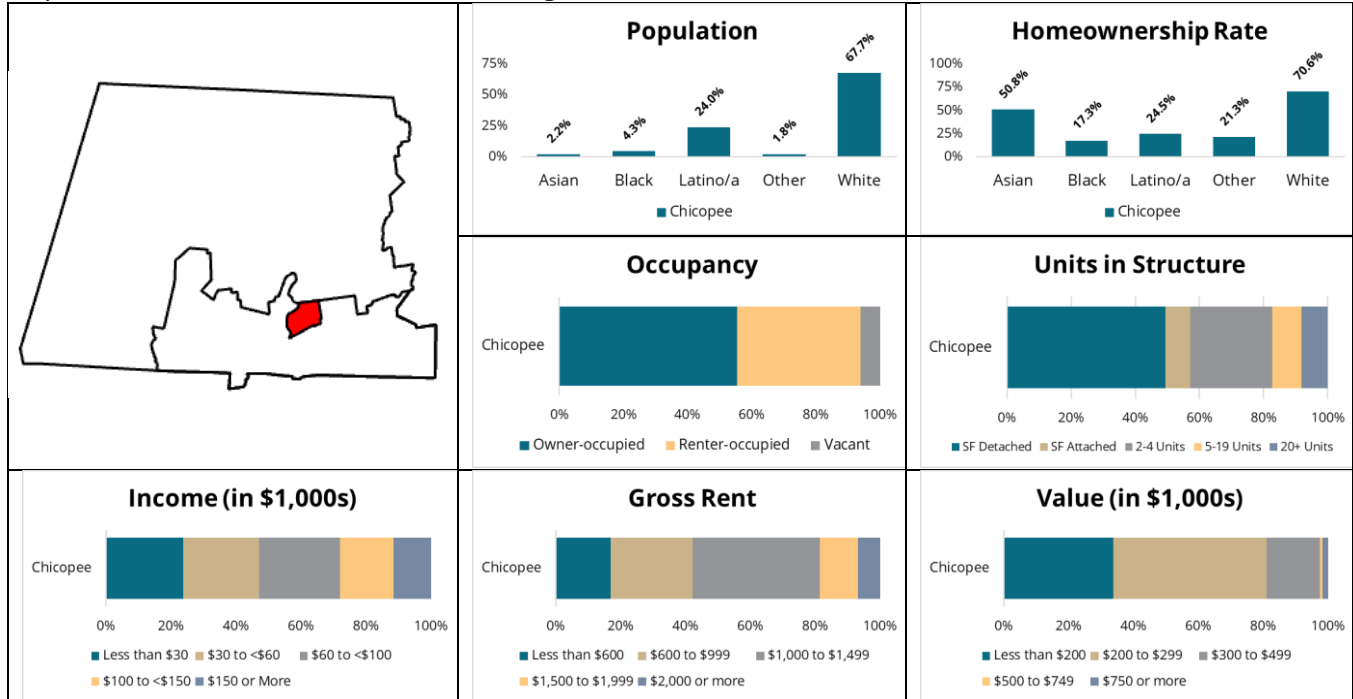 Population
75%
50%
25%
0%
2.2%
4.3%
24.0%
1.8%
67.7%
Asian Black Latino/a Other White
Chicopee
Homeownership Rate
100%
75%
50%
25%
0%
50.8%
17.3%
24.5%
21.3%
70.6%
Asian Black Latino/a Other White
Chicopee
Occupancy
Chicopee
0% 20% 40% 60% 80% 100%
Owner-occupied Renter-occupied Vacant
Units in Structure
Chicopee
0% 20% 40% 60% 80% 100%
SF Detached SF Attached 2-4 Units 5-19 Units 20+ Units
Income (in $1,000s)
Chicopee
0% 20% 40% 60% 80% 100%
Less than $30 $30 to <$60 $60 to <$100
$100 to <$150 $150 or More
Gross Rent
Chicopee
0% 20% 40% 60% 80% 100%
Less than $600 $600 to $999 $1,000 to $1,499
$1,500 to $1,999 $2,000 or more
Value (in $1,000s)
Chicopee
0% 20% 40% 60% 80% 100%
Less than $200 $200 to $299 $300 to $499
$500 to $749 $750 or more